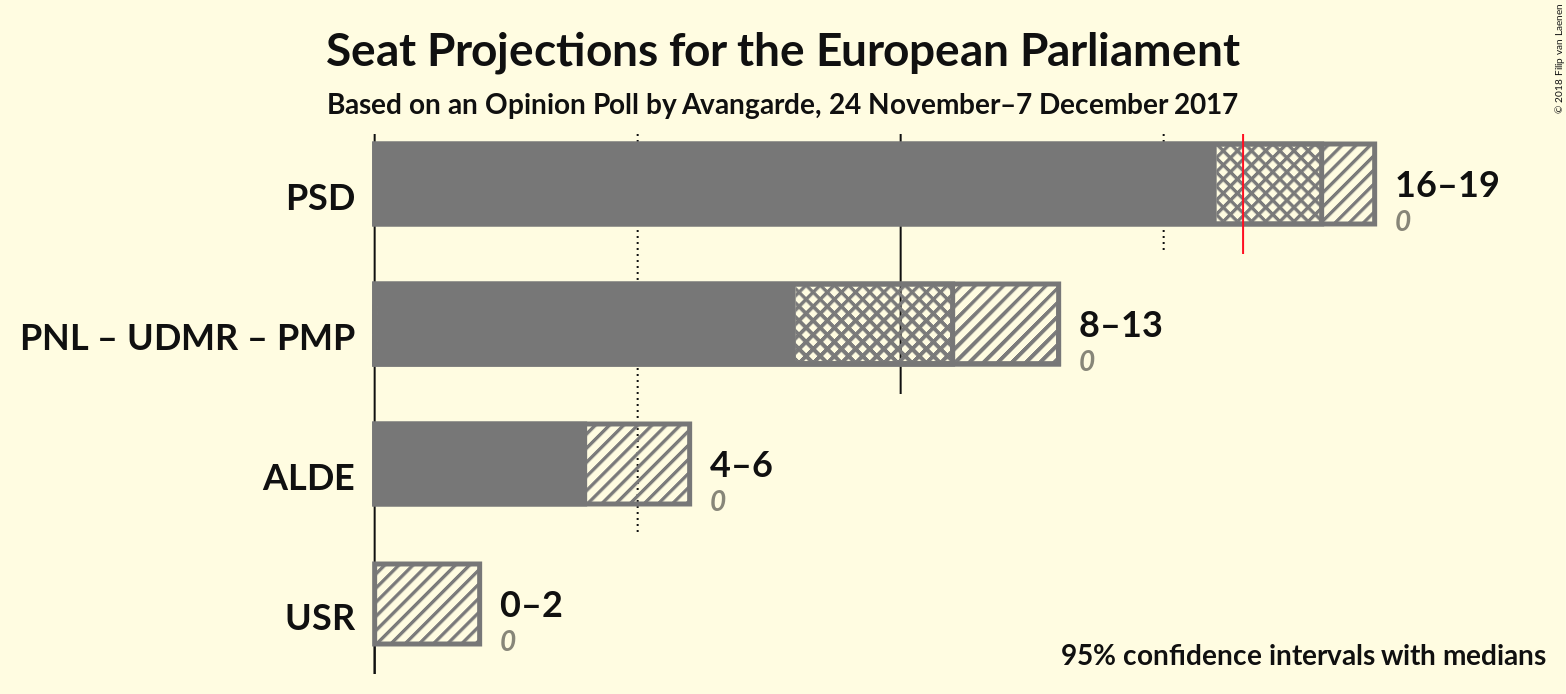 Seat Projections for the European Parliament
Based on an Opinion Poll by Avangarde, 24 November–7 December 2017
© 2018 Filip van Laenen
PSD
16–19
0
PNL – UDMR – PMP
8–13
0
ALDE
4–6
0
USR
0–2
0
95% confidence intervals with medians